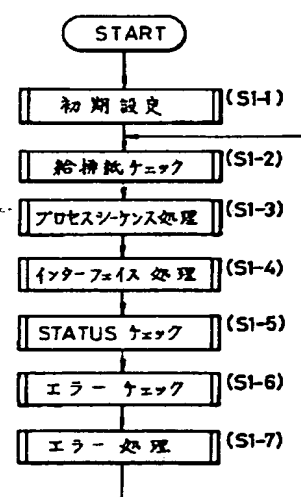 START
初期設定 (S1-1)
給排紙チェック (S1-2)
プロセスシーケンス処理 (S1-3)
インターフェイス 処理 (S1-4)
STATUS チェック (S1-5)
エラー チェック (S1-6)
エラー 処理 (S1-7)